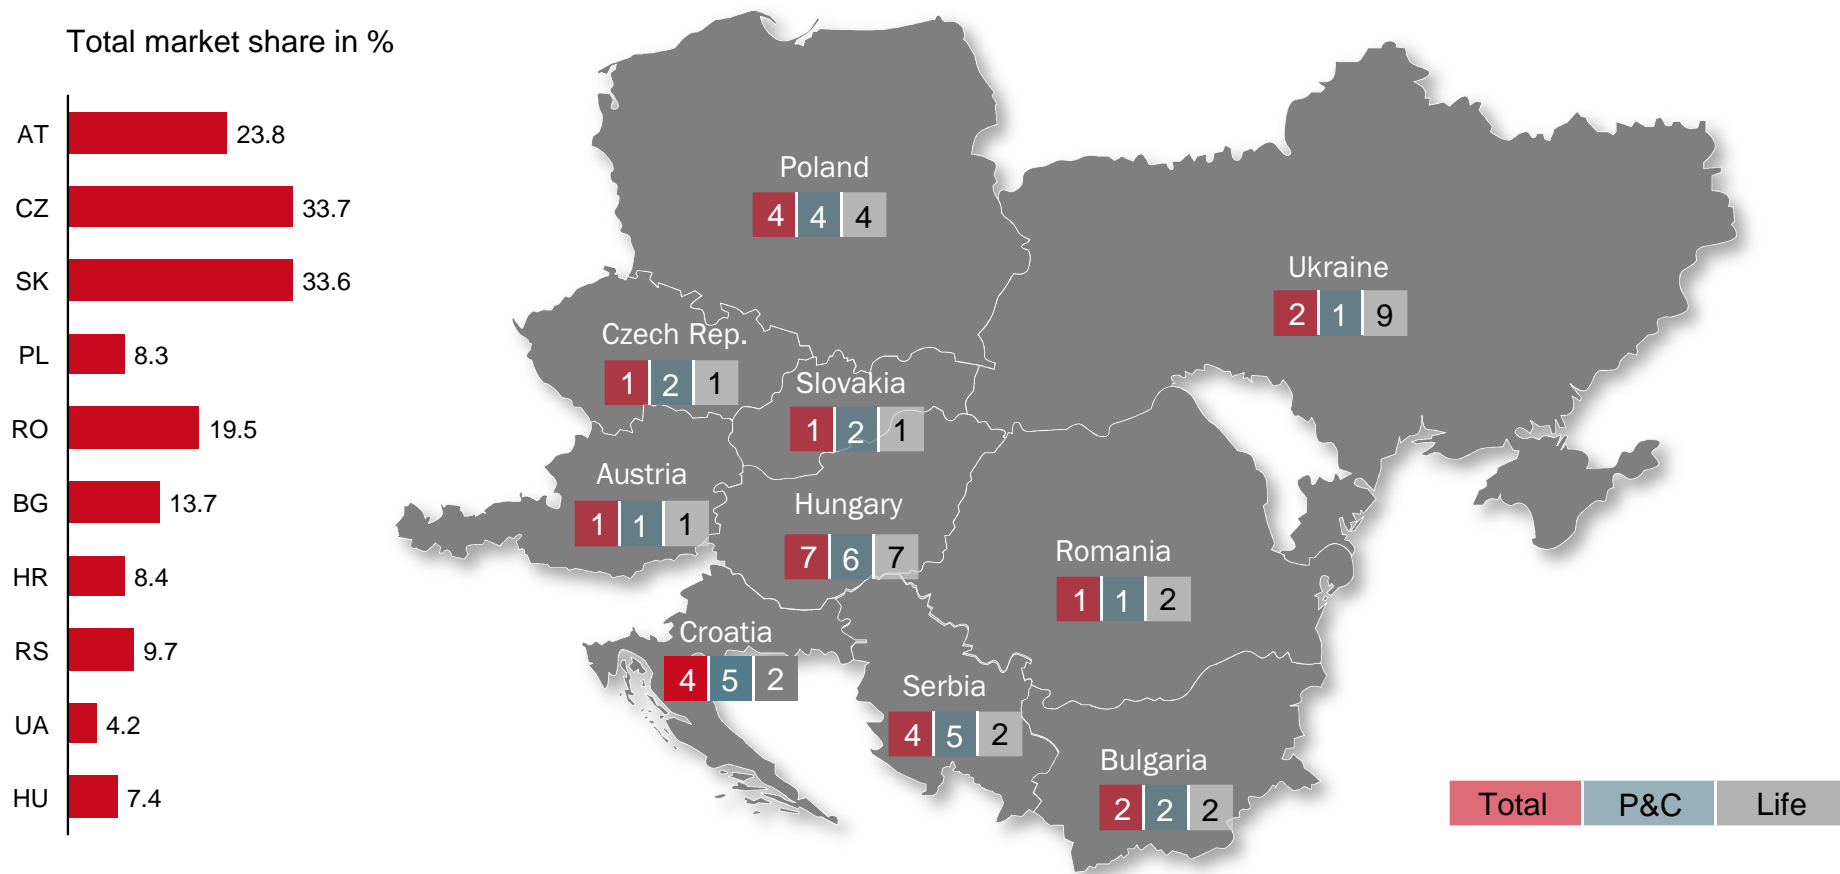 Total market share in %
AT 23.8
CZ 33.7
SK 33.6
PL 8.3
RO 19.5
BG 13.7
HR 8.4
RS 9.7
UA 4.2
HU 7.4
Poland
4 4 4
Ukraine
2 1 9
Czech Rep.
1 2 1
Slovakia
1 2 1
Austria
1 1 1
Hungary
7 6 7
Romania
1 1 2
Croatia
4 5 2
Serbia
4 5 2
Bulgaria
2 2 2
Total P&C Life